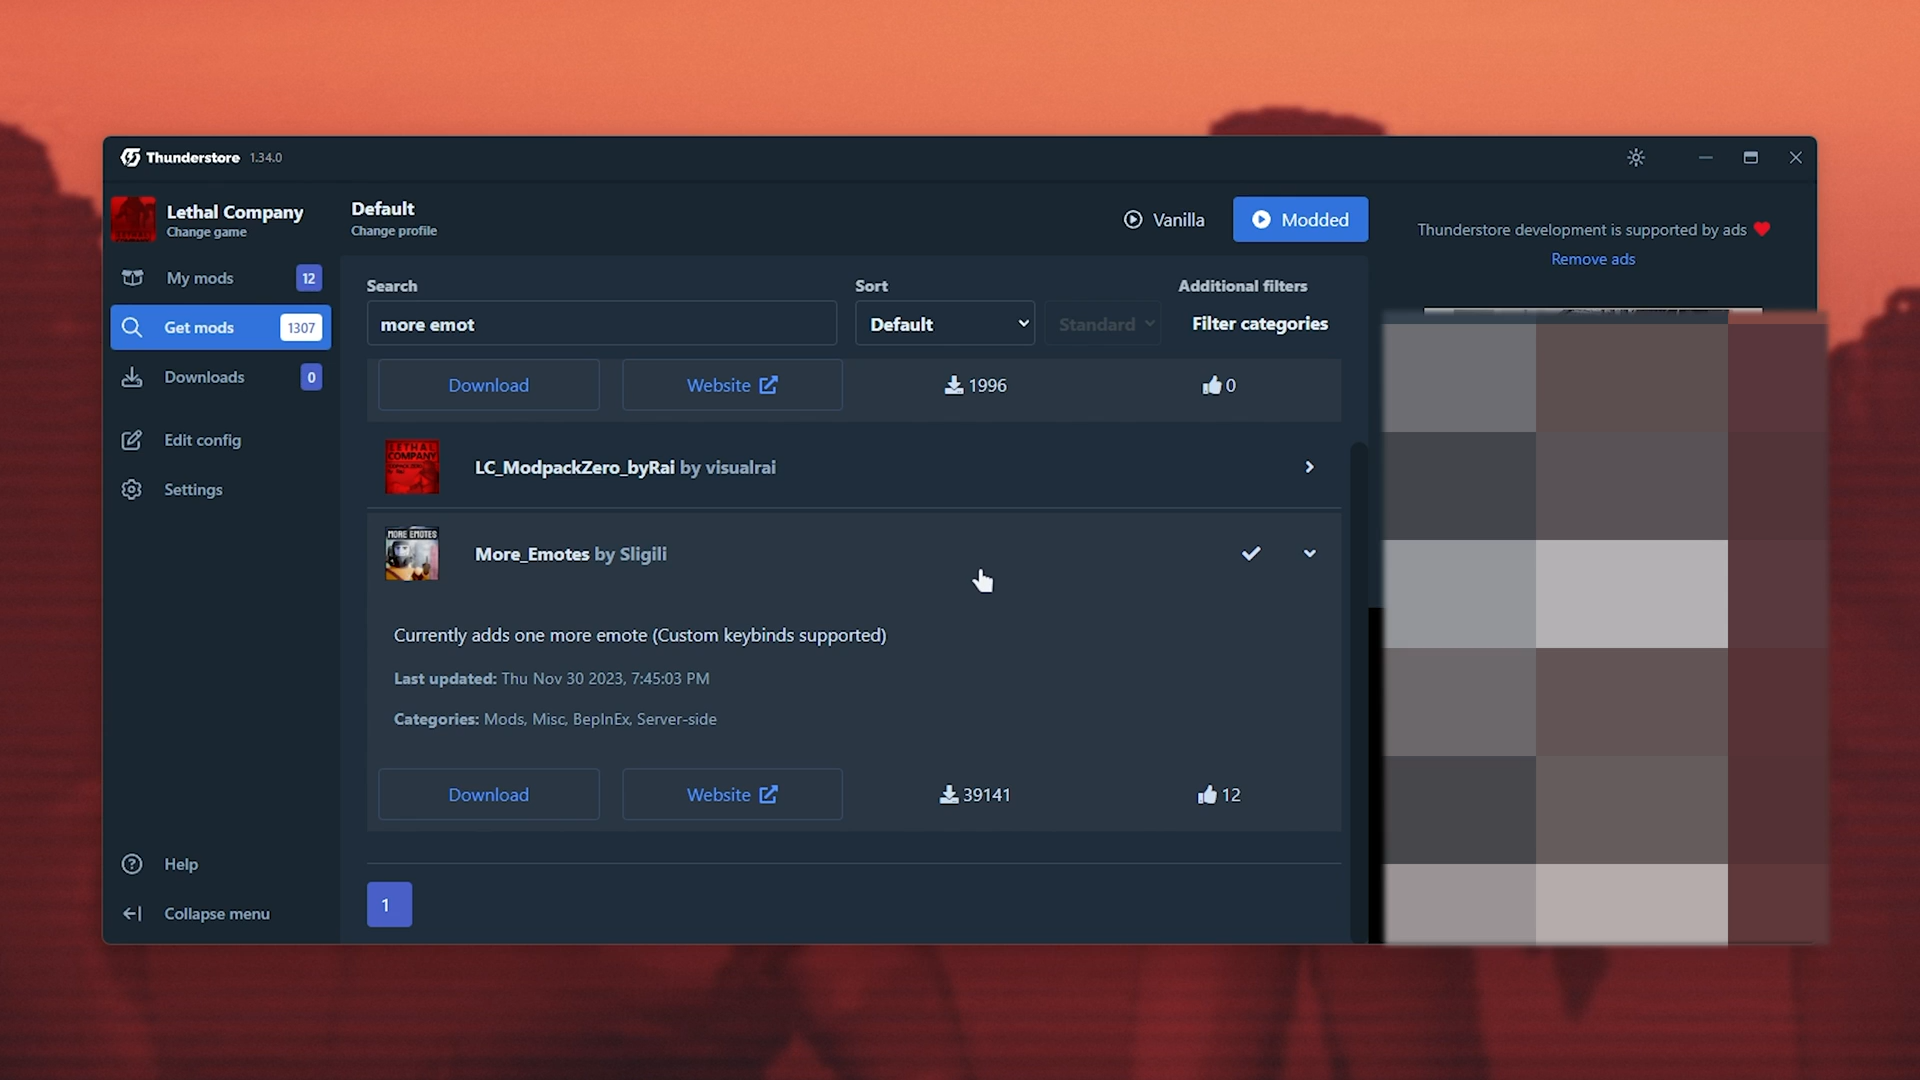 Thunderstore 1.34.0
Lethal Company
Change game
Default
Change profile
Vanilla
Modded
Thunderstore development is supported by ads
Remove ads
My mods 12
Get mods 1307
Downloads 0
Edit config
Settings
Help
Collapse menu
Search
Sort
Additional filters
more emot
Default
Standard
Filter categories
Download
Website
1996
0
LETHAL
COMPANY
LC_ModpackZero_byRai by visualrai
MORE EMOTES
More_Emotes by Sligili
Currently adds one more emote (Custom keybinds supported)
Last updated: Thu Nov 30 2023, 7:45:03 PM
Categories: Mods, Misc, BepInEx, Server-side
Download
Website
39141
12
1